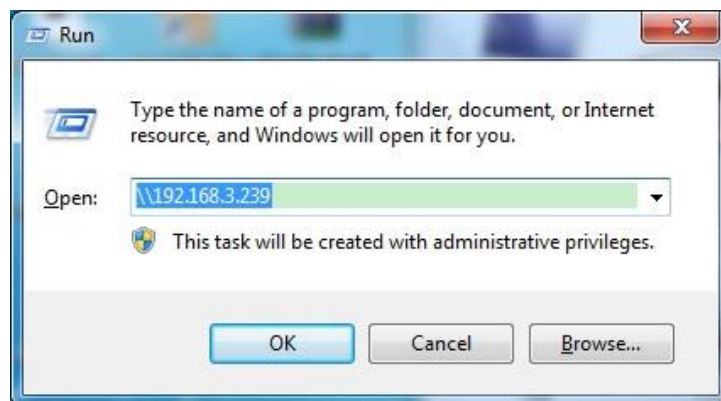 Run
Type the name of a program, folder, document, or Internet
resource, and Windows will open it for you.
Open: \\192.168.3.239
This task will be created with administrative privileges.
OK Cancel Browse...